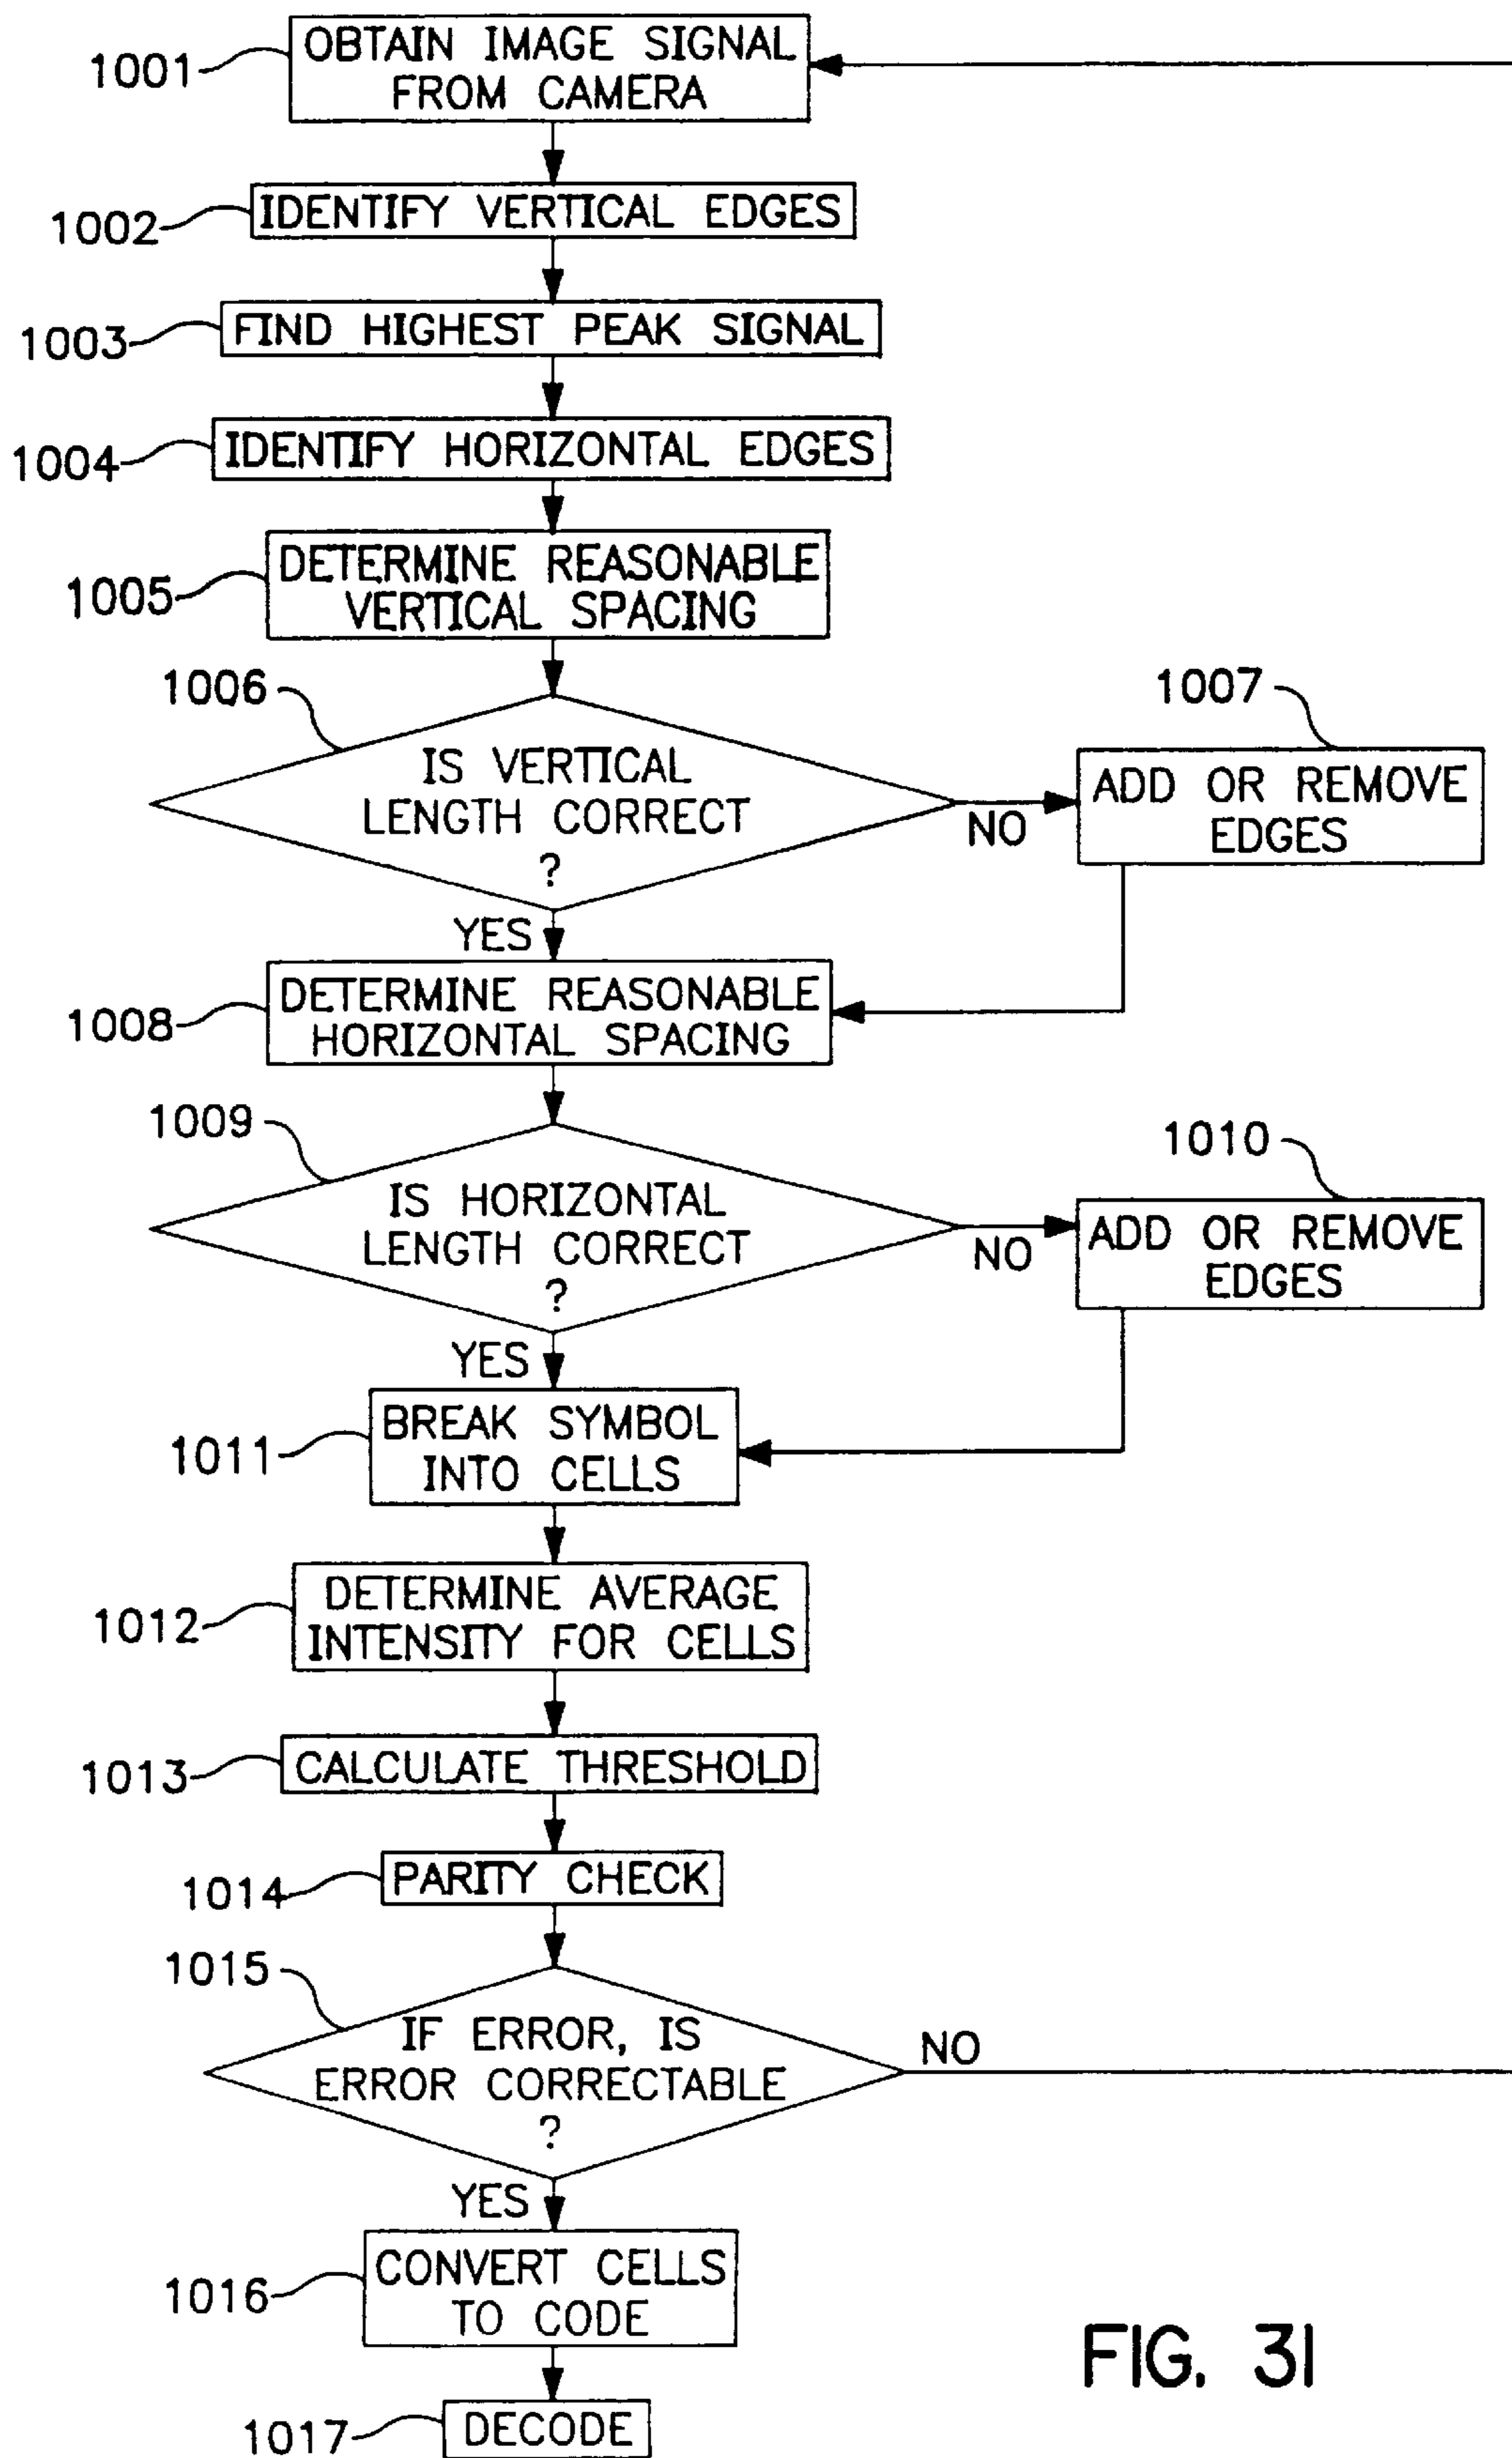 1001
OBTAIN IMAGE SIGNAL
FROM CAMERA
1002
IDENTIFY VERTICAL EDGES
1003
FIND HIGHEST PEAK SIGNAL
1004
IDENTIFY HORIZONTAL EDGES
1005
DETERMINE REASONABLE
VERTICAL SPACING
1006
IS VERTICAL
LENGTH CORRECT
?
NO
1007
ADD OR REMOVE
EDGES
YES
1008
DETERMINE REASONABLE
HORIZONTAL SPACING
1009
IS HORIZONTAL
LENGTH CORRECT
?
NO
1010
ADD OR REMOVE
EDGES
YES
1011
BREAK SYMBOL
INTO CELLS
1012
DETERMINE AVERAGE
INTENSITY FOR CELLS
1013
CALCULATE THRESHOLD
1014
PARITY CHECK
1015
IF ERROR, IS
ERROR CORRECTABLE
?
NO
YES
1016
CONVERT CELLS
TO CODE
1017
DECODE
FIG. 31